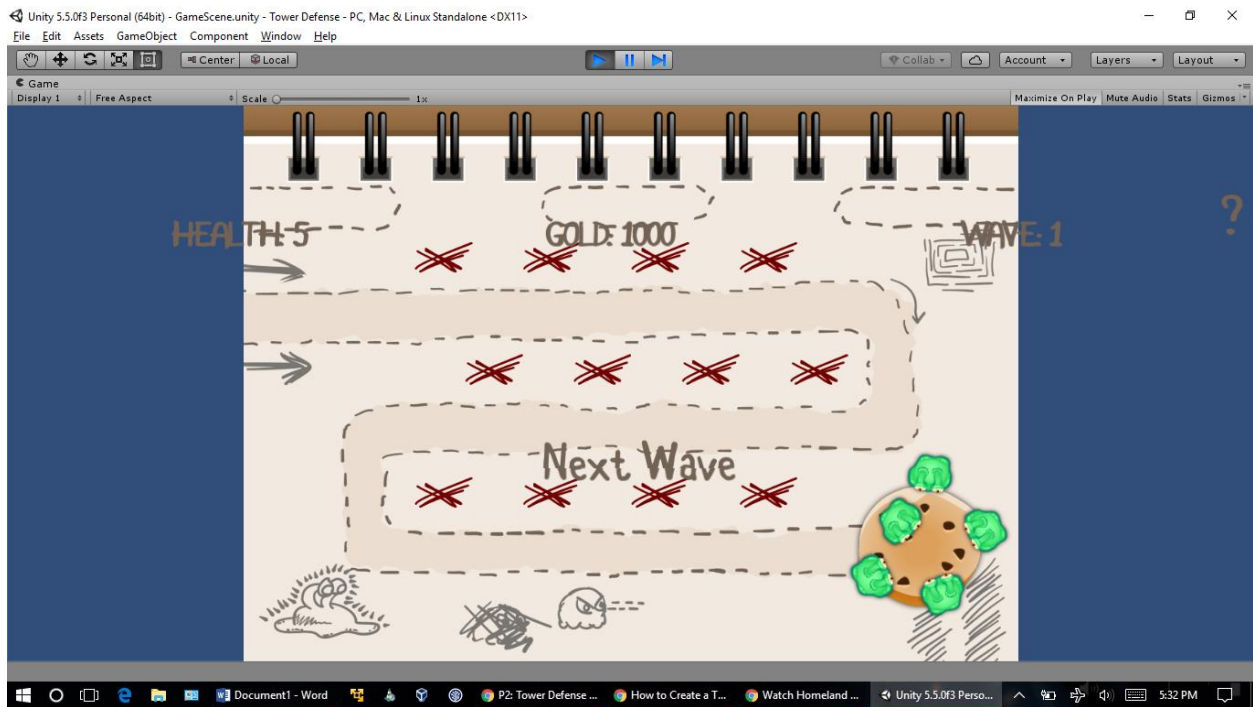 Unity 5.5.0f3 Personal (64bit) - GameScene.unity - Tower Defense - PC, Mac & Linux Standalone <DX11>
File Edit Assets GameObject Component Window Help
Center Local Collab Account Layers Layout
Game
Display 1 Free Aspect Scale 1x Maximize On Play Mute Audio Stats Gizmos
HEALTH: 5 GOLD: 1000 WAVE: 1 ?
Next Wave
Document1 - Word P2: Tower Defense ... How to Create a T... Watch Homeland ... Unity 5.5.0f3 Perso... 5:32 PM